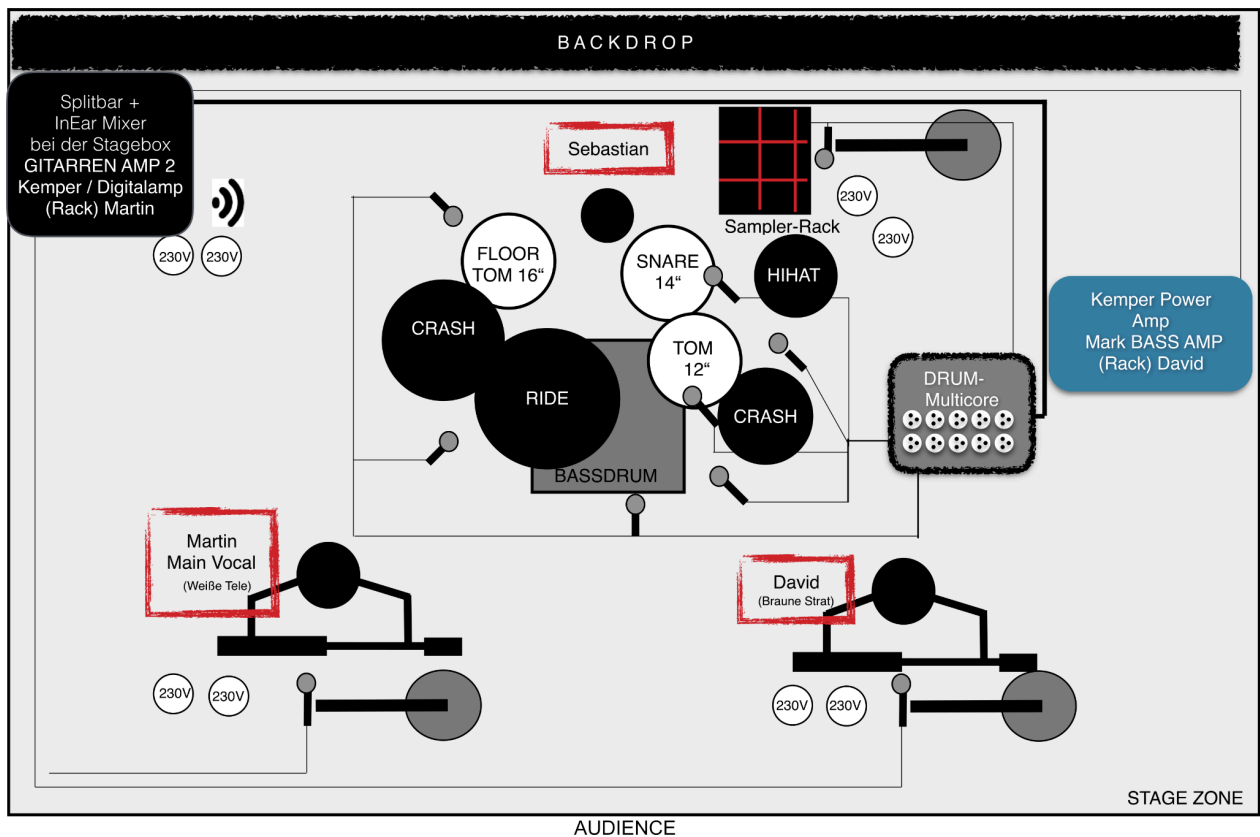 BACKDROP
Splitbar +
InEar Mixer
bei der Stagebox
GITARREN AMP 2
Kemper / Digitalamp
(Rack) Martin
230V
230V
Sebastian
Sampler-Rack
230V
230V
FLOOR
TOM 16“
SNARE
14“
HIHAT
CRASH
RIDE
TOM
12“
CRASH
BASSDRUM
Kemper Power
Amp
Mark BASS AMP
(Rack) David
DRUM-
Multicore
Martin
Main Vocal
(Weiße Tele)
230V
230V
David
(Braune Strat)
230V
230V
STAGE ZONE
AUDIENCE